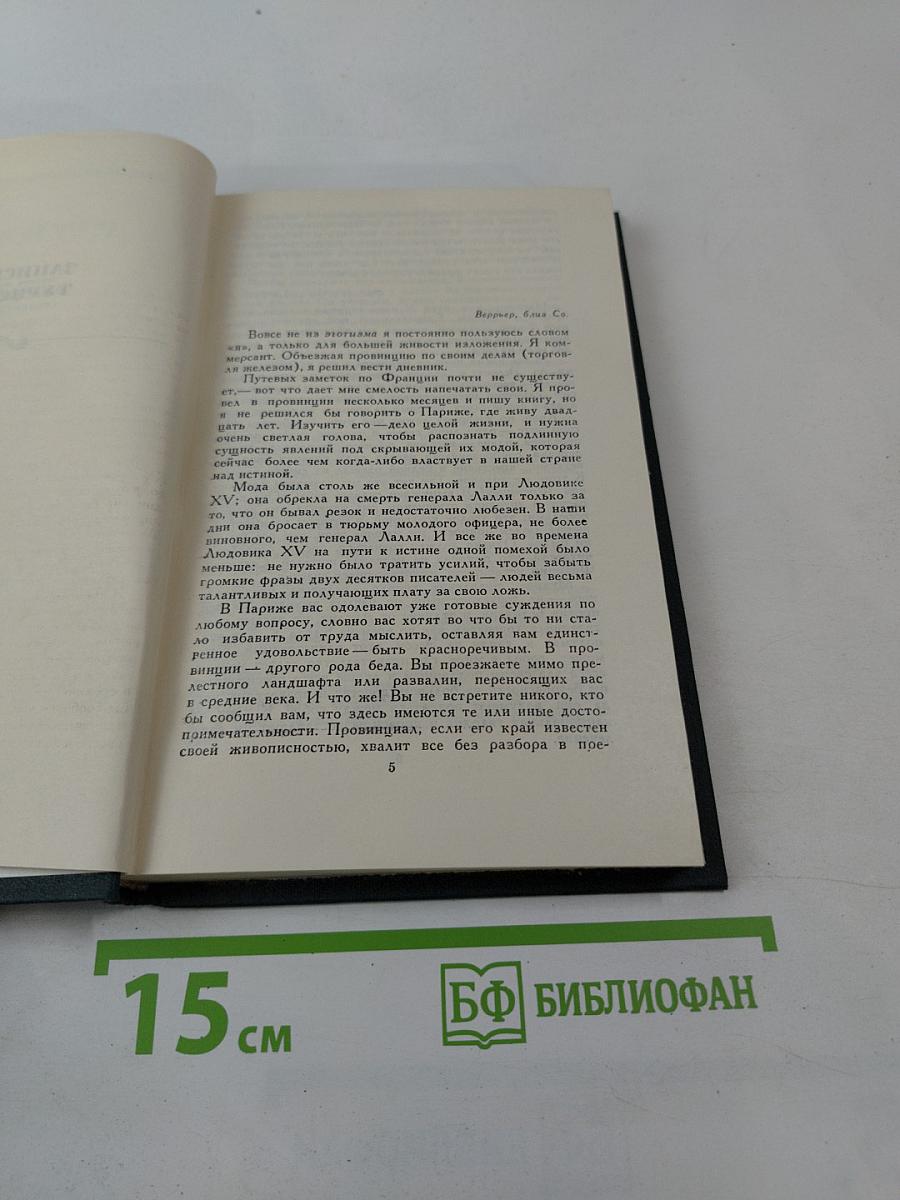 Веррьер, близ Со.
Вовсе не из эготизма я постоянно пользуюсь словом
«я», а только для большей живости изложения. Я ком-
мерсант. Объезжая провинцию по своим делам (торгов-
ля железом), я решил вести дневник.
Путевых заметок по Франции почти не существу-
ет,— вот что дает мне смелость напечатать свои. Я про-
вел в провинции несколько месяцев и пишу книгу, но
я не решился бы говорить о Париже, где живу двад-
цать лет. Изучить его — дело целой жизни, и нужна
очень светлая голова, чтобы распознать подлинную
сущность явлений под скрывающей их модой, которая
сейчас более чем когда-либо властвует в нашей стране
над истиной.
Мода была столь же всесильной и при Людовике
XV; она обрекла на смерть генерала Лалли только за
то, что он бывал резок и недостаточно любезен. В наши
дни она бросает в тюрьму молодого офицера, не более
виновного, чем генерал Лалли. И все же во времена
Людовика XV на пути к истине одной помехой было
меньше: не нужно было тратить усилий, чтобы забыть
громкие фразы двух десятков писателей — людей весьма
талантливых и получающих плату за свою ложь.
В Париже вас одолевают уже готовые суждения по
любому вопросу, словно вас хотят во что бы то ни ста-
ло избавить от труда мыслить, оставляя вам единст-
венное удовольствие — быть красноречивым. В про-
винции — другого рода беда. Вы проезжаете мимо пре-
лестного ландшафта или развалин, переносящих вас
в средние века. И что же! Вы не встретите никого, кто
бы сообщил вам, что здесь имеются те или иные досто-
примечательности. Провинциал, если его край известен
своей живописностью, хвалит все без разбора в пре-
5
15 см
БФ БИБЛИОФАН